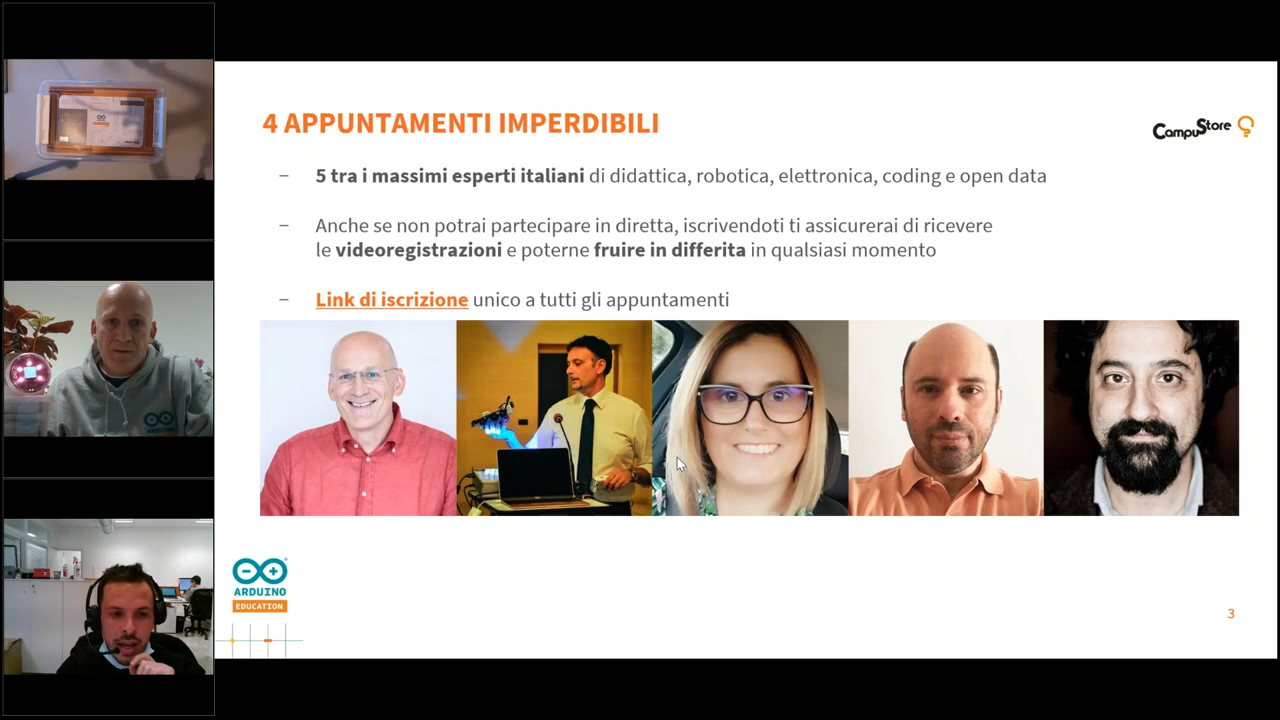 4 APPUNTAMENTI IMPERDIBILI
CampuStore
– 5 tra i massimi esperti italiani di didattica, robotica, elettronica, coding e open data
– Anche se non potrai partecipare in diretta, iscrivendoti ti assicurerai di ricevere
le videoregistrazioni e poterne fruire in differita in qualsiasi momento
– Link di iscrizione unico a tutti gli appuntamenti
ARDUINO
EDUCATION
3
ARDUINO